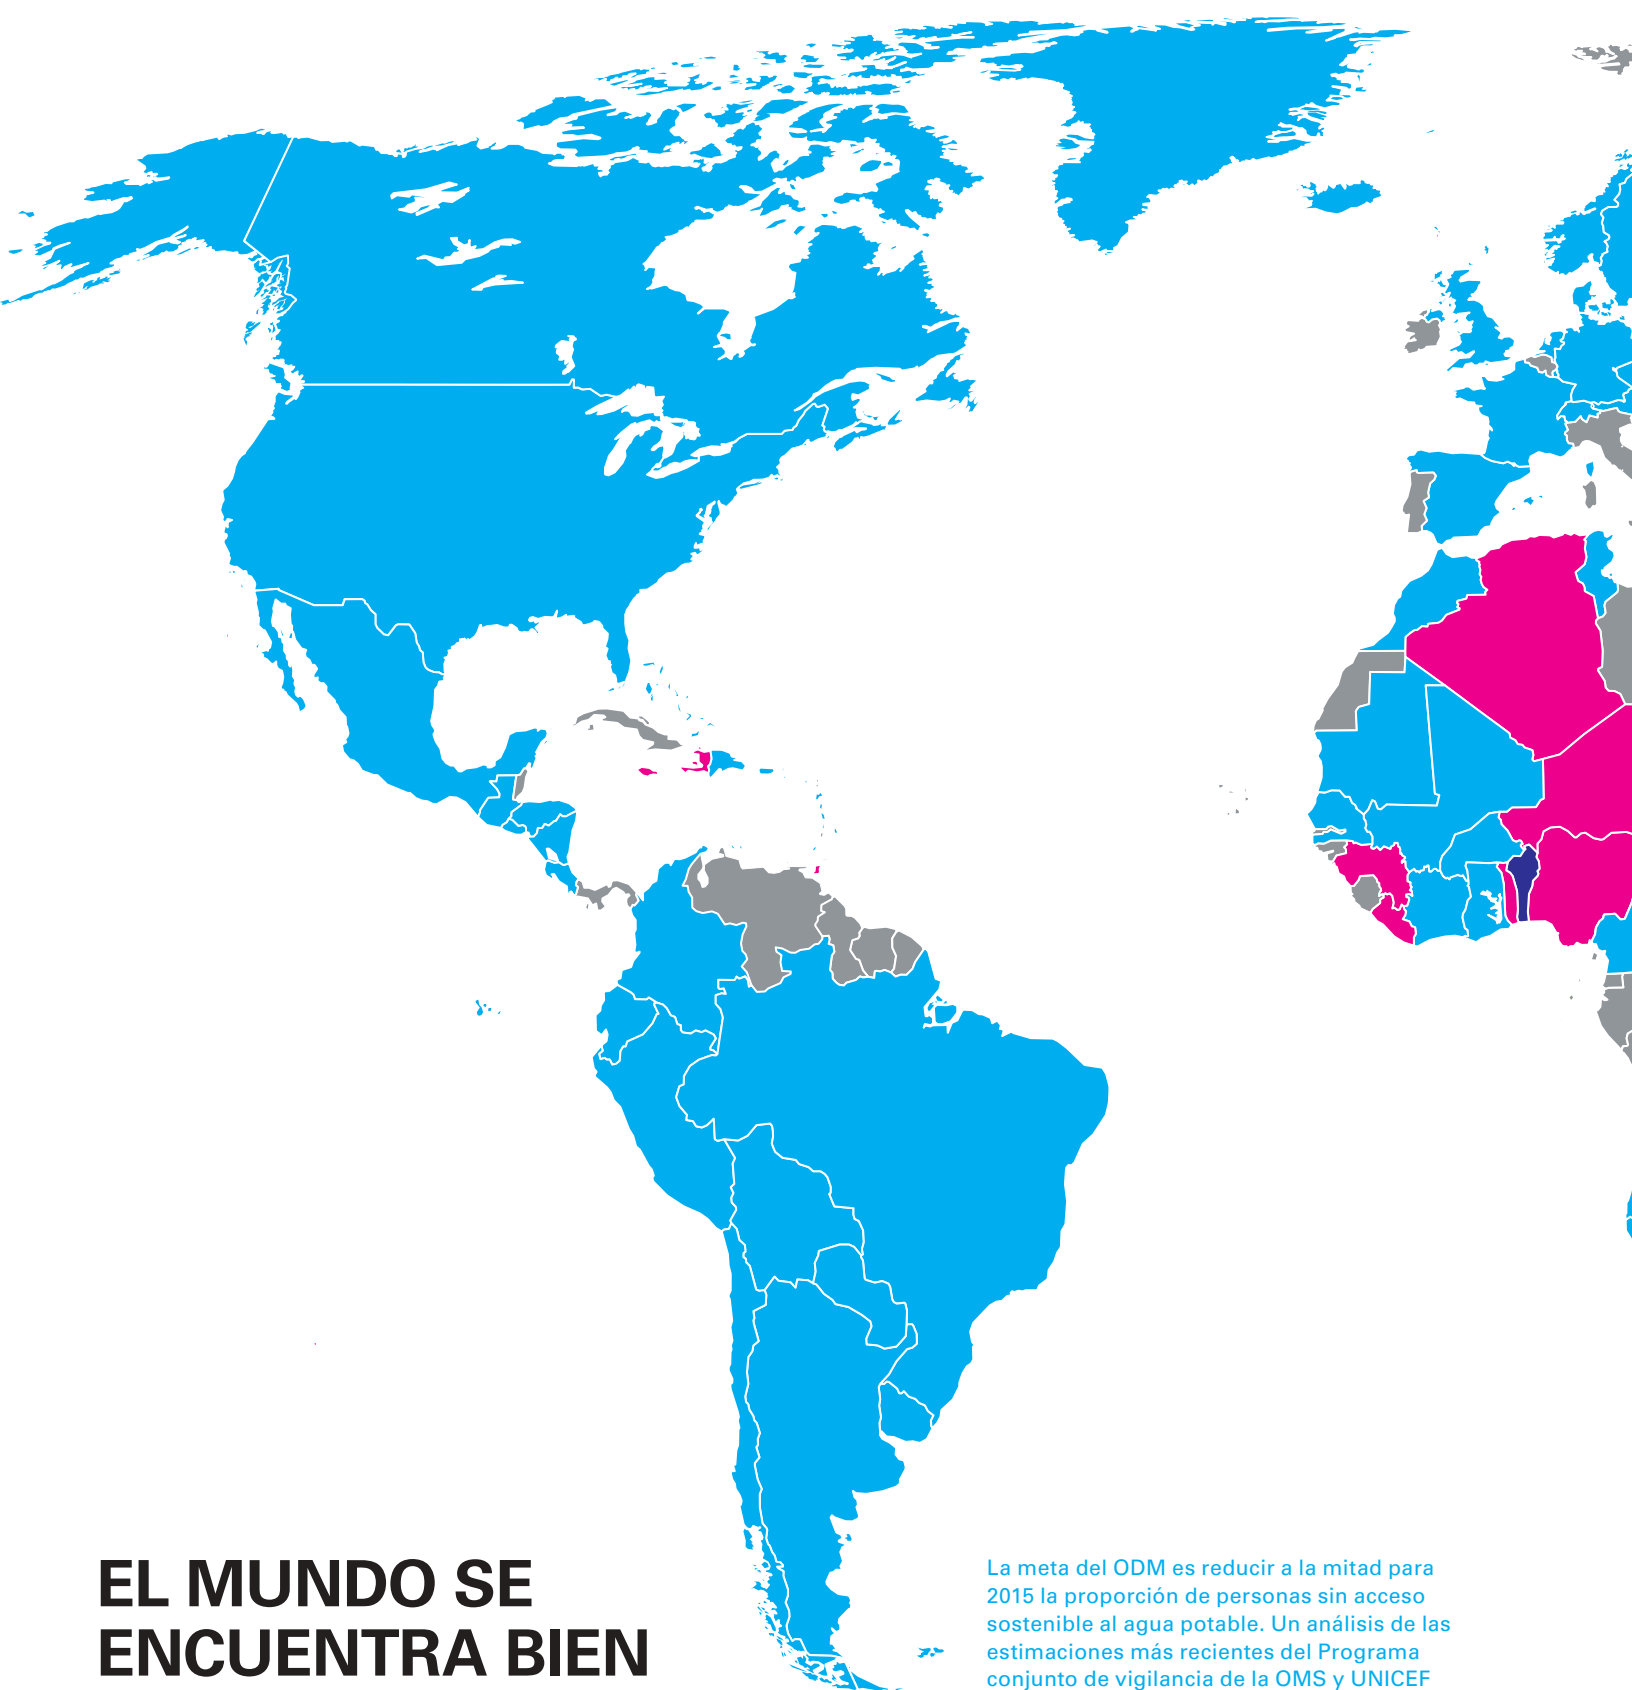 EL MUNDO SE
ENCUENTRA BIEN
La meta del ODM es reducir a la mitad para
2015 la proporción de personas sin acceso
sostenible al agua potable. Un análisis de las
estimaciones más recientes del Programa
conjunto de vigilancia de la OMS y UNICEF